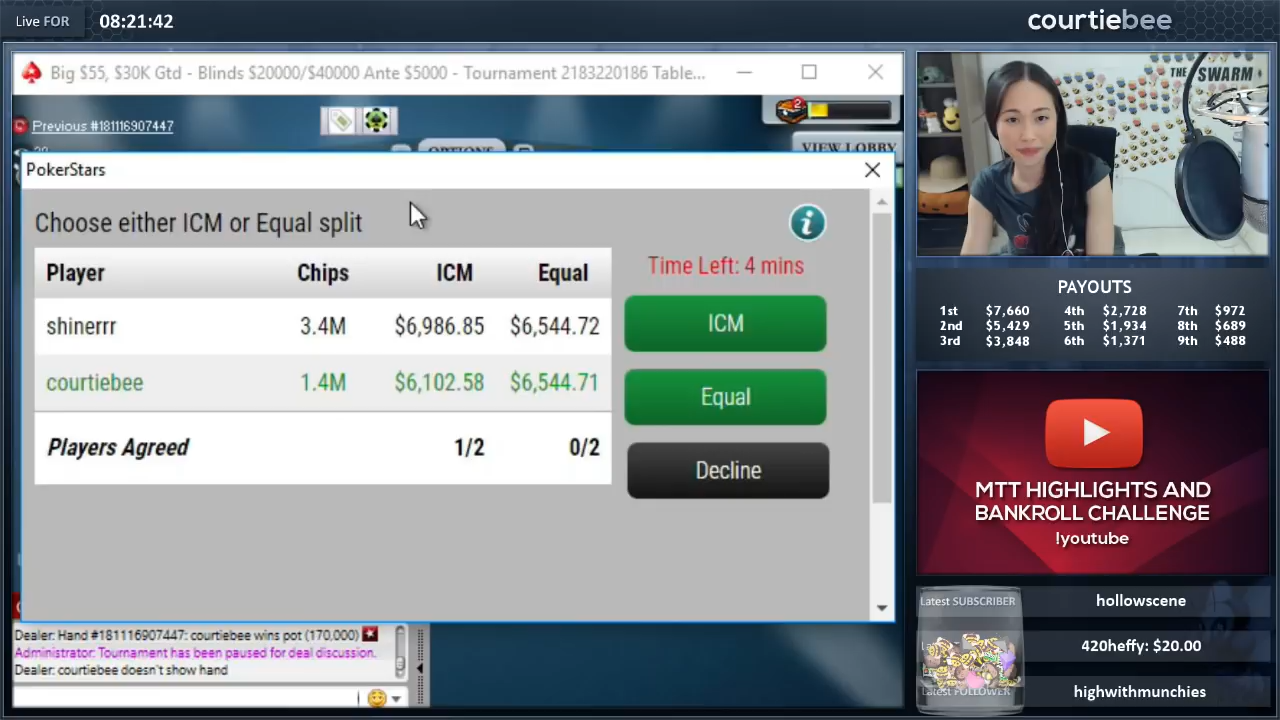 Live FOR 08:21:42
courtiebee
Big $55, $30K Gtd - Blinds $20000/$40000 Ante $5000 - Tournament 2183220186 Table...
2
Previous #181116907447
OPTIONS
VIEW LOBBY
PokerStars
Choose either ICM or Equal split
i
Player Chips ICM Equal
shinerrr 3.4M $6,986.85 $6,544.72
courtiebee 1.4M $6,102.58 $6,544.71
Players Agreed 1/2 0/2
Time Left: 4 mins
ICM
Equal
Decline
Dealer: Hand #181116907447: courtiebee wins pot (170,000)
Administrator: Tournament has been paused for deal discussion.
Dealer: courtiebee doesn't show hand
THE SWARM
PAYOUTS
1st $7,660 4th $2,728 7th $972
2nd $5,429 5th $1,934 8th $689
3rd $3,848 6th $1,371 9th $488
MTT HIGHLIGHTS AND
BANKROLL CHALLENGE
!youtube
Latest SUBSCRIBER hollowscene
420heffy: $20.00
Latest FOLLOWER highwithmunchies